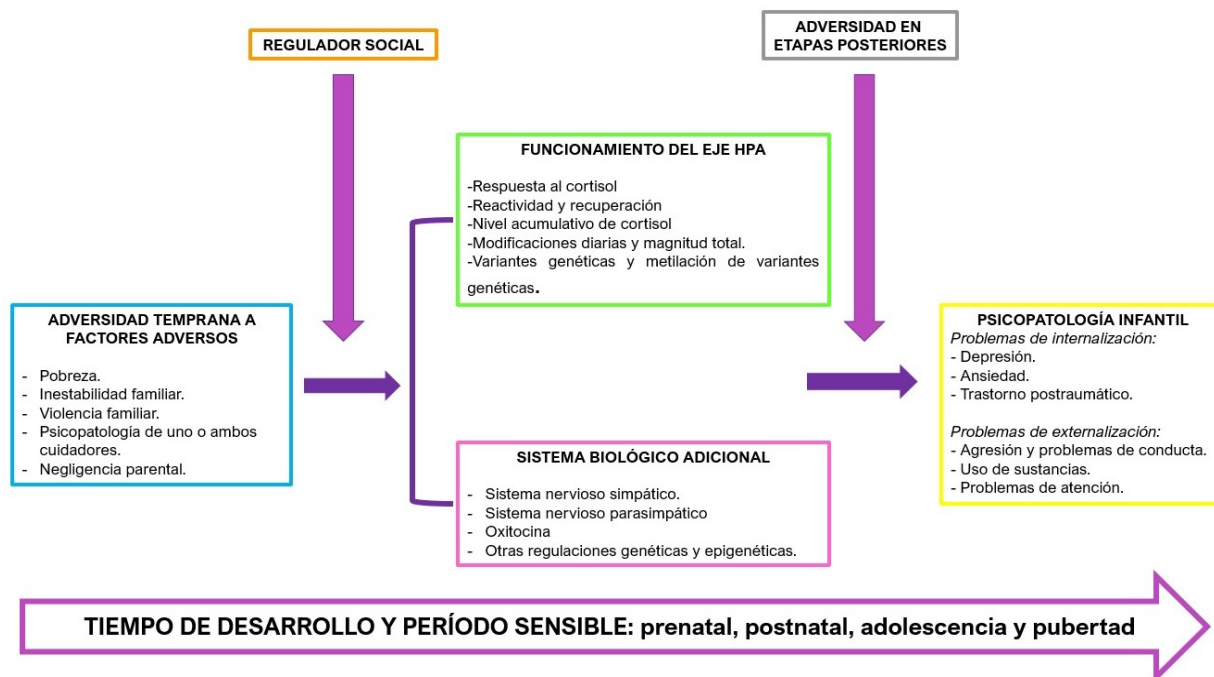 REGULADOR SOCIAL
ADVERSIDAD EN
ETAPAS POSTERIORES
FUNCIONAMIENTO DEL EJE HPA
-Respuesta al cortisol
-Reactividad y recuperación
-Nivel acumulativo de cortisol
-Modificaciones diarias y magnitud total.
-Variantes genéticas y metilación de variantes
genéticas.
ADVERSIDAD TEMPRANA A
FACTORES ADVERSOS
- Pobreza.
- Inestabilidad familiar.
- Violencia familiar.
- Psicopatología de uno o ambos
cuidadores.
- Negligencia parental.
SISTEMA BIOLÓGICO ADICIONAL
- Sistema nervioso simpático.
- Sistema nervioso parasimpático
- Oxitocina
- Otras regulaciones genéticas y epigenéticas.
PSICOPATOLOGÍA INFANTIL
Problemas de internalización:
- Depresión.
- Ansiedad.
- Trastorno postraumático.
Problemas de externalización:
- Agresión y problemas de conducta.
- Uso de sustancias.
- Problemas de atención.
TIEMPO DE DESARROLLO Y PERÍODO SENSIBLE: prenatal, postnatal, adolescencia y pubertad